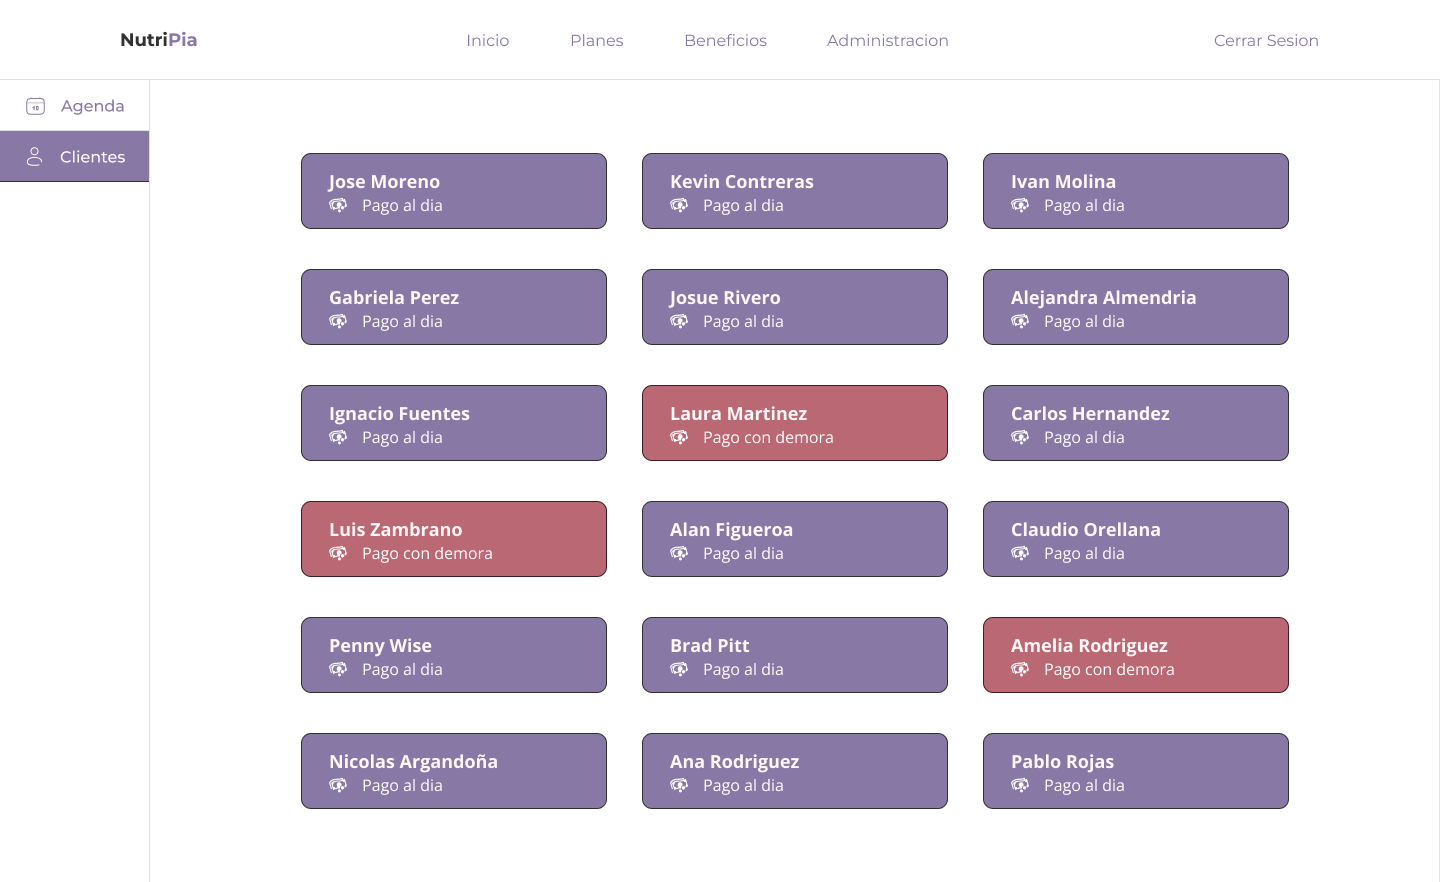 NutriPia
Inicio
Planes
Beneficios
Administracion
Cerrar Sesion
Agenda
Clientes
Jose Moreno
Pago al dia
Kevin Contreras
Pago al dia
Ivan Molina
Pago al dia
Gabriela Perez
Pago al dia
Josue Rivero
Pago al dia
Alejandra Almendria
Pago al dia
Ignacio Fuentes
Pago al dia
Laura Martinez
Pago con demora
Carlos Hernandez
Pago al dia
Luis Zambrano
Pago con demora
Alan Figueroa
Pago al dia
Claudio Orellana
Pago al dia
Penny Wise
Pago al dia
Brad Pitt
Pago al dia
Amelia Rodriguez
Pago con demora
Nicolas Argandoña
Pago al dia
Ana Rodriguez
Pago al dia
Pablo Rojas
Pago al dia